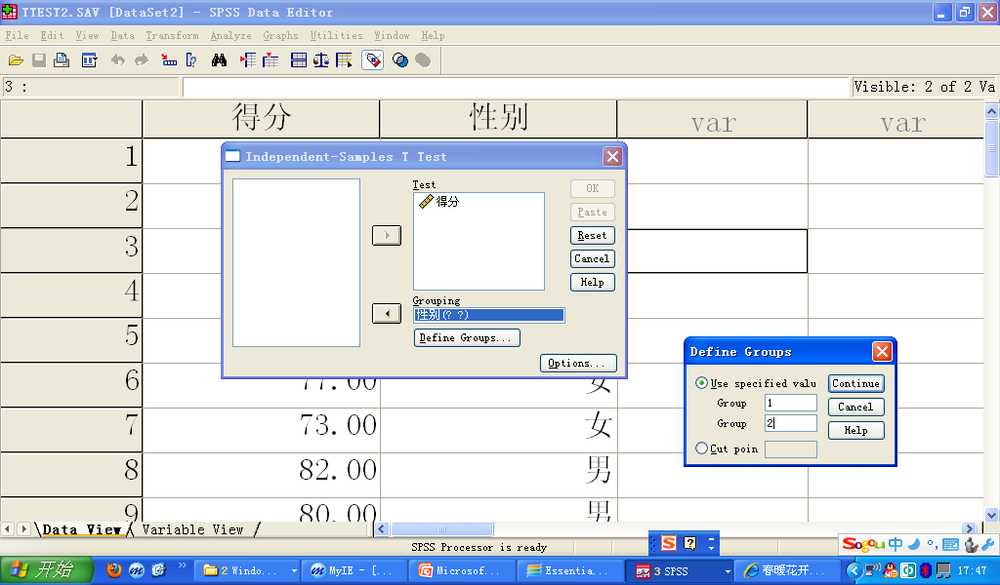 TTEST2.SAV [DataSet2] - SPSS Data Editor
File Edit View Data Transform Analyze Graphs Utilities Window Help
3 :
Visible: 2 of 2 Va
得分 性别 var var
1
2
3
4
5
6 77.00 女
7 73.00 女
8 82.00 男
9 80.00 男
Independent-Samples T Test
Test
得分
OK
Paste
Reset
Cancel
Help
Grouping
性别(? ?)
Define Groups...
Options...
Define Groups
Use specified valu
Group 1
Group 2
Cut poin
Continue
Cancel
Help
Data View Variable View
SPSS Processor is ready
S ?
Sogou 中
开始
2 Windo...
MyIE - [...
Microsof...
Essentia...
3 SPSS
春暖花开...
17:47